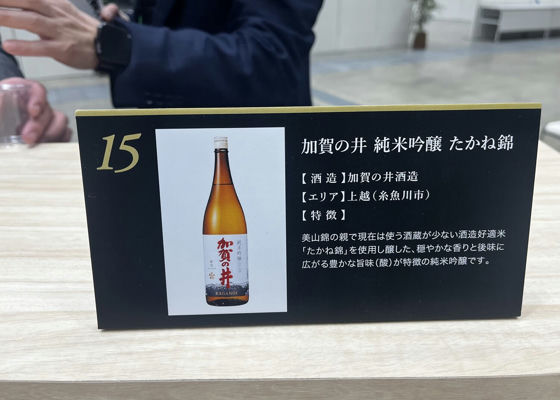 15
加賀の井 純米吟醸 たかね錦
【 酒 造 】加賀の井酒造
【エリア】上越（糸魚川市）
【 特 徴 】
美山錦の親で現在は使う酒蔵が少ない酒造好適米
「たかね錦」を使用し醸した、穏やかな香りと後味に
広がる豊かな旨味（酸）が特徴の純米吟醸です。
加賀の井
KAGANOI